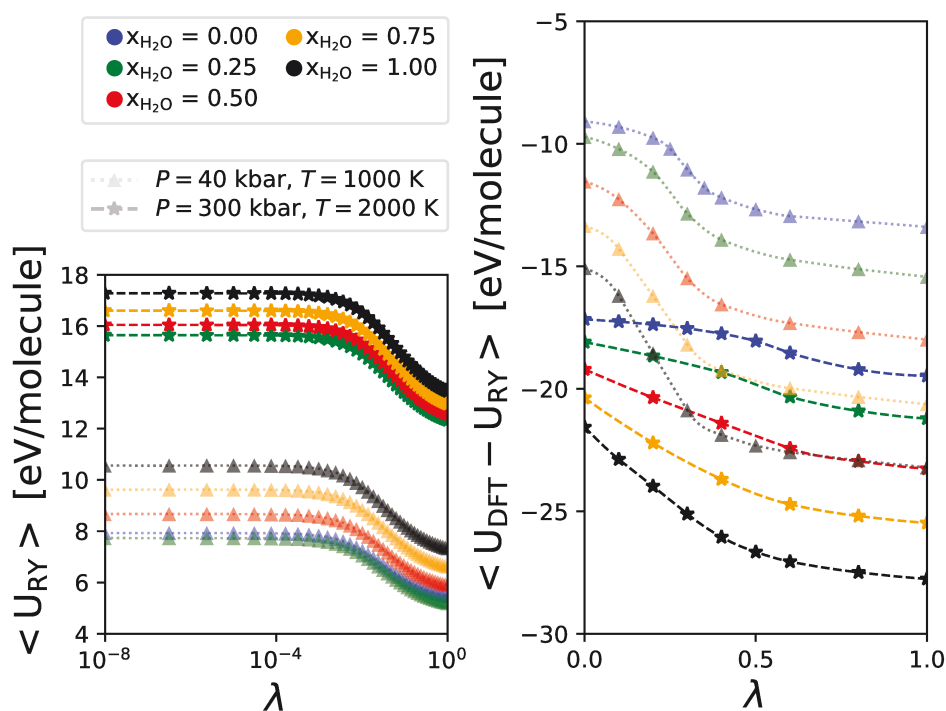 x_H₂O = 0.00
x_H₂O = 0.25
x_H₂O = 0.50
x_H₂O = 0.75
x_H₂O = 1.00
P = 40 kbar, T = 1000 K
P = 300 kbar, T = 2000 K
< U_RY > [eV/molecule]
18
16
14
12
10
8
6
4
10⁻⁸
10⁻⁴
10⁰
λ
< U_DFT − U_RY > [eV/molecule]
−5
−10
−15
−20
−25
−30
0.0
0.5
1.0
λ